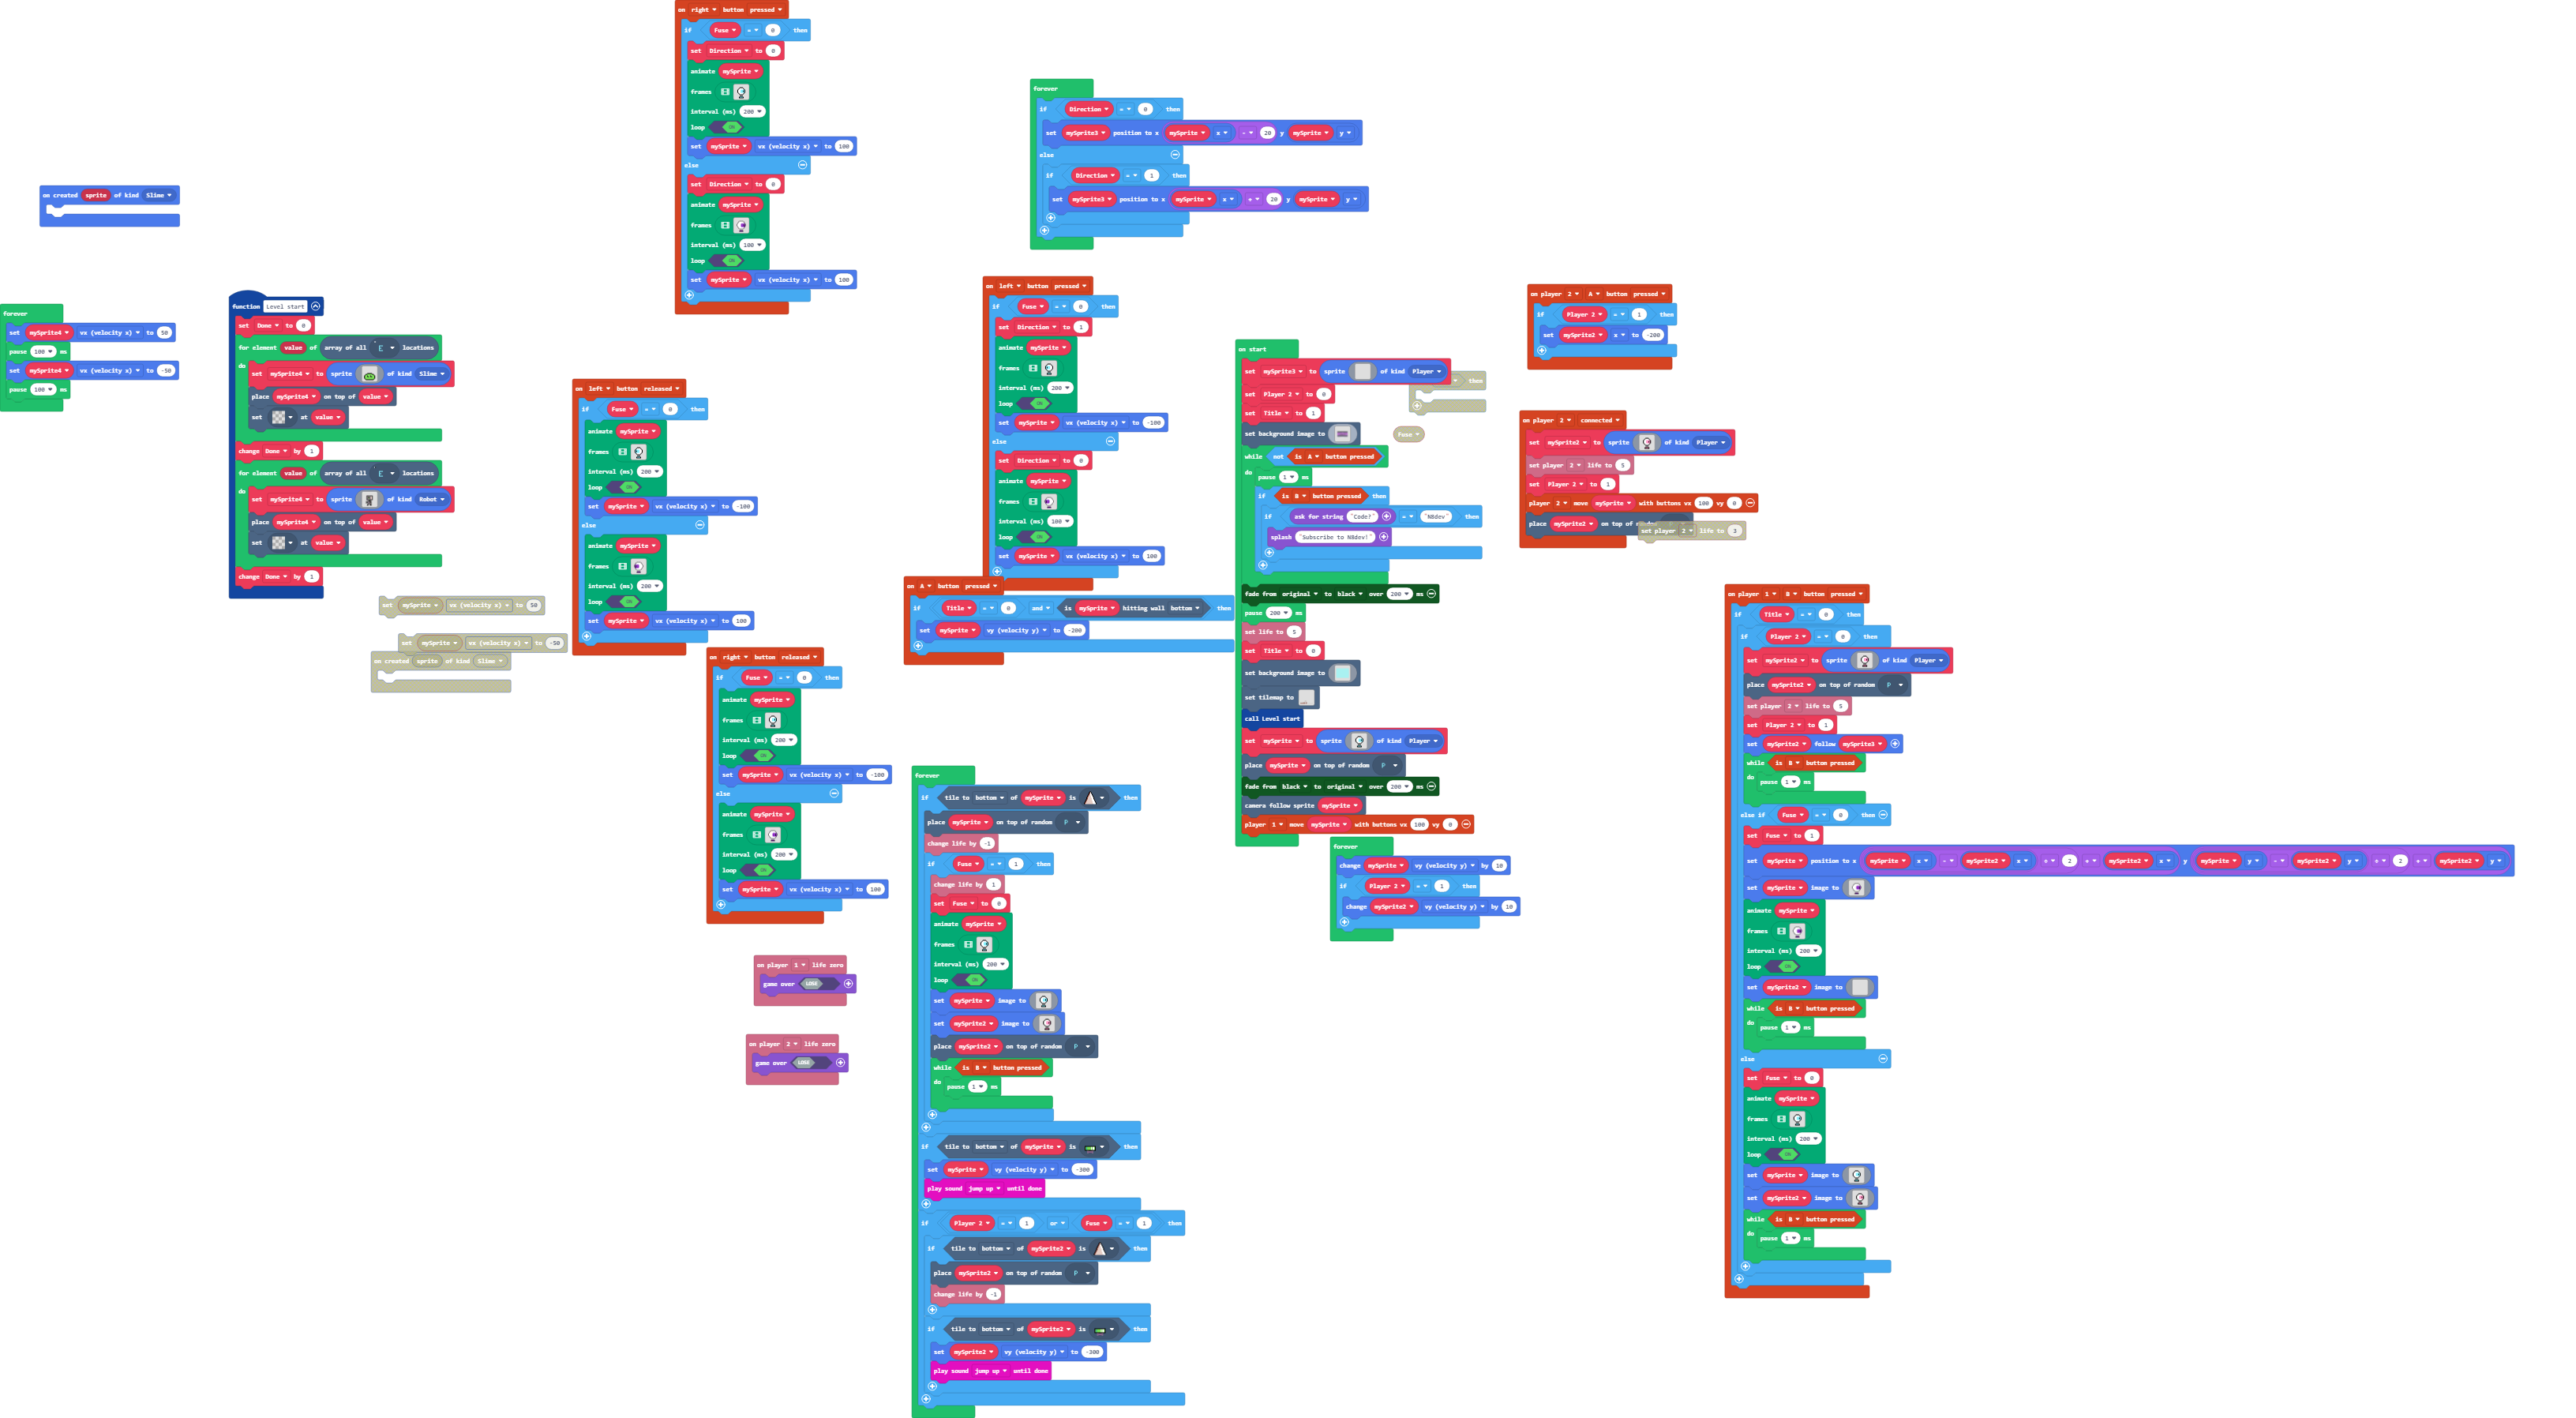 on right button pressed
if Fuse = 0 then
set Direction to 0
animate mySprite
frames
interval (ms) 200
loop ON
set mySprite vx (velocity x) to 100
else
set Direction to 0
animate mySprite
frames
interval (ms) 100
loop ON
set mySprite vx (velocity x) to 100
forever
if Direction = 0 then
set mySprite3 position to x mySprite x - 20 y mySprite y
else
if Direction = 1 then
set mySprite3 position to x mySprite x + 20 y mySprite y
on created sprite of kind Slime
forever
set mySprite4 vx (velocity x) to 50
pause 100 ms
set mySprite4 vx (velocity x) to -50
pause 100 ms
function Level start
set Done to 0
for element value of array of all E locations
do
set mySprite4 to sprite of kind Slime
place mySprite4 on top of value
set at value
change Done by 1
for element value of array of all E locations
do
set mySprite4 to sprite of kind Robot
place mySprite4 on top of value
set at value
change Done by 1
set mySprite vx (velocity x) to 50
set mySprite vx (velocity x) to -50
on created sprite of kind Slime
on left button released
if Fuse = 0 then
animate mySprite
frames
interval (ms) 200
loop ON
set mySprite vx (velocity x) to -100
else
animate mySprite
frames
interval (ms) 200
loop ON
set mySprite vx (velocity x) to 100
on left button pressed
if Fuse = 0 then
set Direction to 1
animate mySprite
frames
interval (ms) 200
loop ON
set mySprite vx (velocity x) to -100
else
set Direction to 0
animate mySprite
frames
interval (ms) 100
loop ON
set mySprite vx (velocity x) to 100
on A button pressed
if Title = 0 and is mySprite hitting wall bottom then
set mySprite vy (velocity y) to -200
on right button released
if Fuse = 0 then
animate mySprite
frames
interval (ms) 200
loop ON
set mySprite vx (velocity x) to -100
else
animate mySprite
frames
interval (ms) 200
loop ON
set mySprite vx (velocity x) to 100
on player 1 life zero
game over LOSE
on player 2 life zero
game over LOSE
on start
set mySprite3 to sprite of kind Player
then
set Player 2 to 0
set Title to 1
set background image to
Fuse
while not is A button pressed
do
pause 1 ms
if is B button pressed then
if ask for string "Code?" = "N8dev" then
splash "Subscribe to N8dev!"
fade from original to black over 200 ms
pause 200 ms
set life to 5
set Title to 0
set background image to
set tilemap to
call Level start
set mySprite to sprite of kind Player
place mySprite on top of random P
fade from black to original over 200 ms
camera follow sprite mySprite
player 1 move mySprite with buttons vx 100 vy 0
forever
change mySprite vy (velocity y) by 10
if Player 2 = 1 then
change mySprite2 vy (velocity y) by 10
forever
if tile to bottom of mySprite is then
place mySprite on top of random P
change life by -1
if Fuse = 1 then
change life by 1
set Fuse to 0
animate mySprite
frames
interval (ms) 200
loop ON
set mySprite image to
set mySprite2 image to
place mySprite2 on top of random P
while is B button pressed
do
pause 1 ms
if tile to bottom of mySprite is then
set mySprite vy (velocity y) to -300
play sound jump up until done
if Player 2 = 1 or Fuse = 1 then
if tile to bottom of mySprite2 is then
place mySprite2 on top of random P
change life by -1
if tile to bottom of mySprite2 is then
set mySprite2 vy (velocity y) to -300
play sound jump up until done
on player 2 A button pressed
if Player 2 = 1 then
set mySprite2 x to -200
on player 2 connected
set mySprite2 to sprite of kind Player
set player 2 life to 5
set Player 2 to 1
player 2 move mySprite with buttons vx 100 vy 0
place mySprite2 on top of
set player 2 life to 3
on player 1 B button pressed
if Title = 0 then
if Player 2 = 0 then
set mySprite2 to sprite of kind Player
place mySprite2 on top of random P
set player 2 life to 5
set Player 2 to 1
set mySprite2 follow mySprite3
while is B button pressed
do
pause 1 ms
else if Fuse = 0 then
set Fuse to 1
set mySprite position to x mySprite x - mySprite2 x ÷ 2 + mySprite2 x y mySprite y - mySprite2 y ÷ 2 + mySprite2 y
set mySprite image to
animate mySprite
frames
interval (ms) 200
loop ON
set mySprite2 image to
while is B button pressed
do
pause 1 ms
else
set Fuse to 0
animate mySprite
frames
interval (ms) 200
loop ON
set mySprite image to
set mySprite2 image to
while is B button pressed
do
pause 1 ms